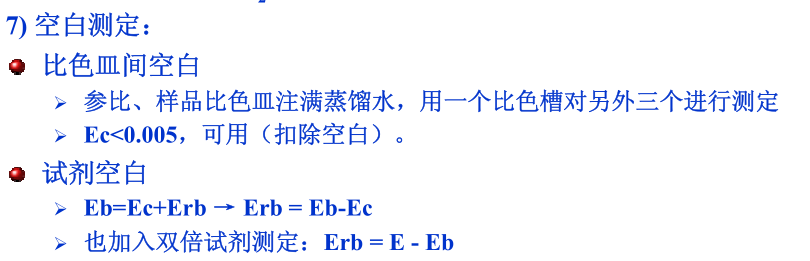 7) 空白测定：
比色皿间空白
参比、样品比色皿注满蒸馏水，用一个比色槽对另外三个进行测定
Ec<0.005，可用（扣除空白）。
试剂空白
Eb=Ec+Erb → Erb = Eb-Ec
也加入双倍试剂测定：Erb = E - Eb